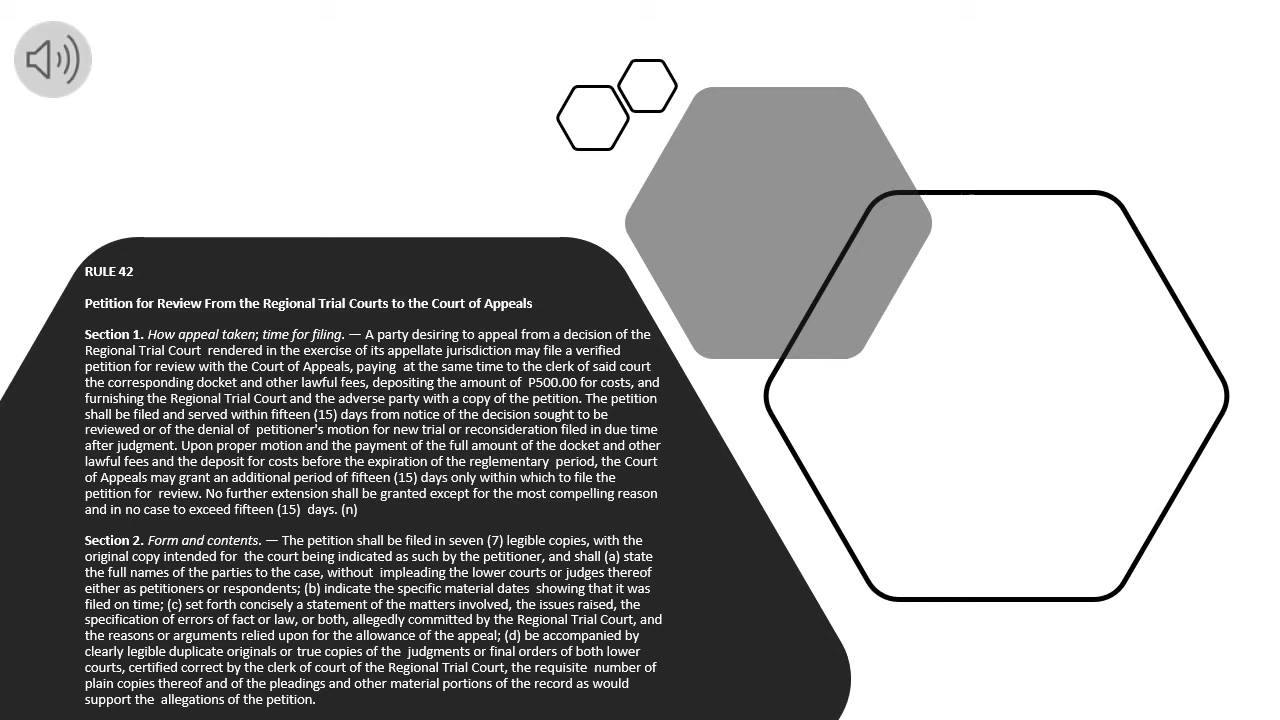 RULE 42
Petition for Review From the Regional Trial Courts to the Court of Appeals
Section 1. How appeal taken; time for filing. — A party desiring to appeal from a decision of the
Regional Trial Court rendered in the exercise of its appellate jurisdiction may file a verified
petition for review with the Court of Appeals, paying at the same time to the clerk of said court
the corresponding docket and other lawful fees, depositing the amount of P500.00 for costs, and
furnishing the Regional Trial Court and the adverse party with a copy of the petition. The petition
shall be filed and served within fifteen (15) days from notice of the decision sought to be
reviewed or of the denial of petitioner's motion for new trial or reconsideration filed in due time
after judgment. Upon proper motion and the payment of the full amount of the docket and other
lawful fees and the deposit for costs before the expiration of the reglementary period, the Court
of Appeals may grant an additional period of fifteen (15) days only within which to file the
petition for review. No further extension shall be granted except for the most compelling reason
and in no case to exceed fifteen (15) days. (n)
Section 2. Form and contents. — The petition shall be filed in seven (7) legible copies, with the
original copy intended for the court being indicated as such by the petitioner, and shall (a) state
the full names of the parties to the case, without impleading the lower courts or judges thereof
either as petitioners or respondents; (b) indicate the specific material dates showing that it was
filed on time; (c) set forth concisely a statement of the matters involved, the issues raised, the
specification of errors of fact or law, or both, allegedly committed by the Regional Trial Court, and
the reasons or arguments relied upon for the allowance of the appeal; (d) be accompanied by
clearly legible duplicate originals or true copies of the judgments or final orders of both lower
courts, certified correct by the clerk of court of the Regional Trial Court, the requisite number of
plain copies thereof and of the pleadings and other material portions of the record as would
support the allegations of the petition.